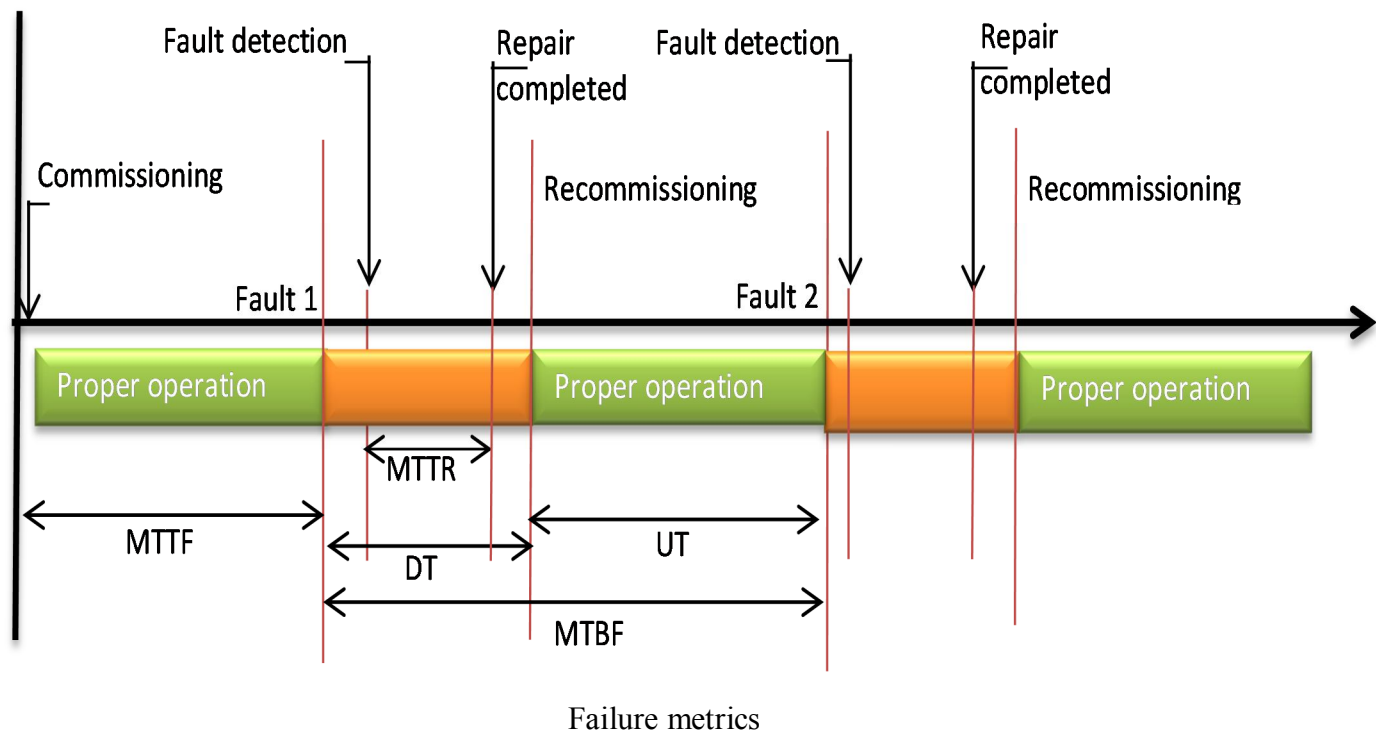 Fault detection
Repair
completed
Fault detection
Repair
completed
Commissioning
Recommissioning
Recommissioning
Fault 1
Fault 2
Proper operation
Proper operation
Proper operation
MTTR
MTTF
DT
UT
MTBF
Failure metrics